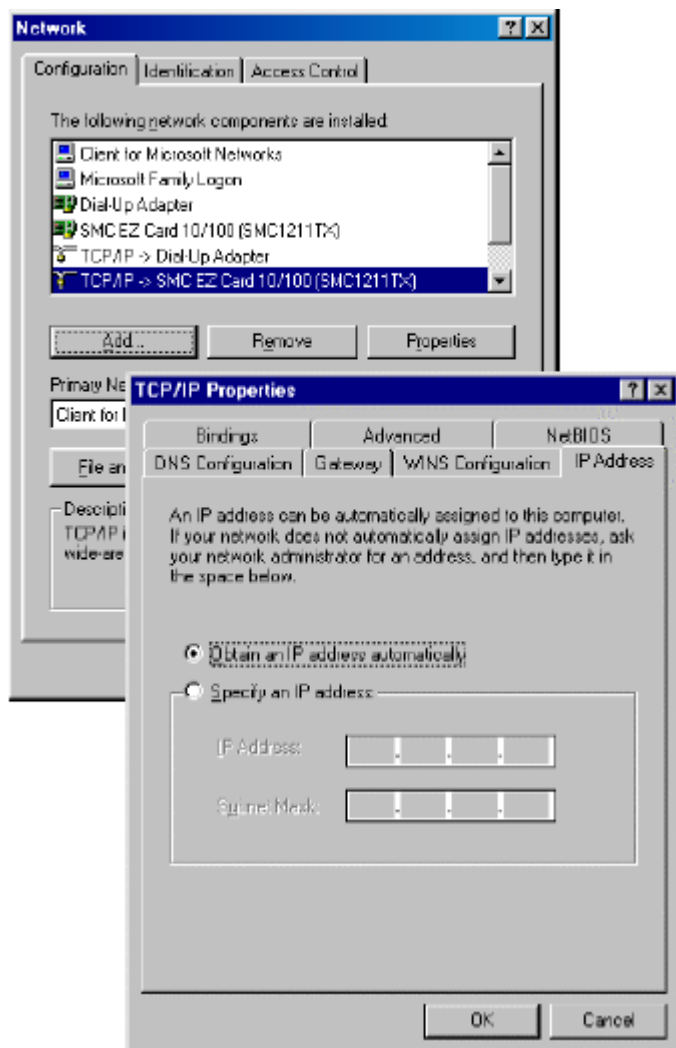 Network
Configuration Identification Access Control
The following network components are installed:
Client for Microsoft Networks
Microsoft Family Logon
Dial-Up Adapter
SMC EZ Card 10/100 (SMC1211TX)
TCP/IP -> Dial-Up Adapter
TCP/IP -> SMC EZ Card 10/100 (SMC1211TX)
Add... Remove Properties
Primary Ne
Client for
File an
Descripti
TCP/IP i
wide-are
TCP/IP Properties
Bindings Advanced NetBIOS
DNS Configuration Gateway WINS Configuration IP Address
An IP address can be automatically assigned to this computer.
If your network does not automatically assign IP addresses, ask
your network administrator for an address, and then type it in
the space below.
Obtain an IP address automatically
Specify an IP address:
IP Address:
Subnet Mask:
OK Cancel